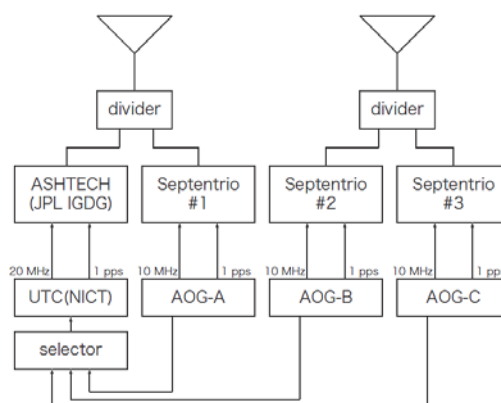 divider
divider
ASHTECH
(JPL IGDG)
Septentrio
#1
Septentrio
#2
Septentrio
#3
20 MHz
1 pps
10 MHz
1 pps
10 MHz
1 pps
10 MHz
1 pps
UTC(NICT)
AOG-A
AOG-B
AOG-C
selector